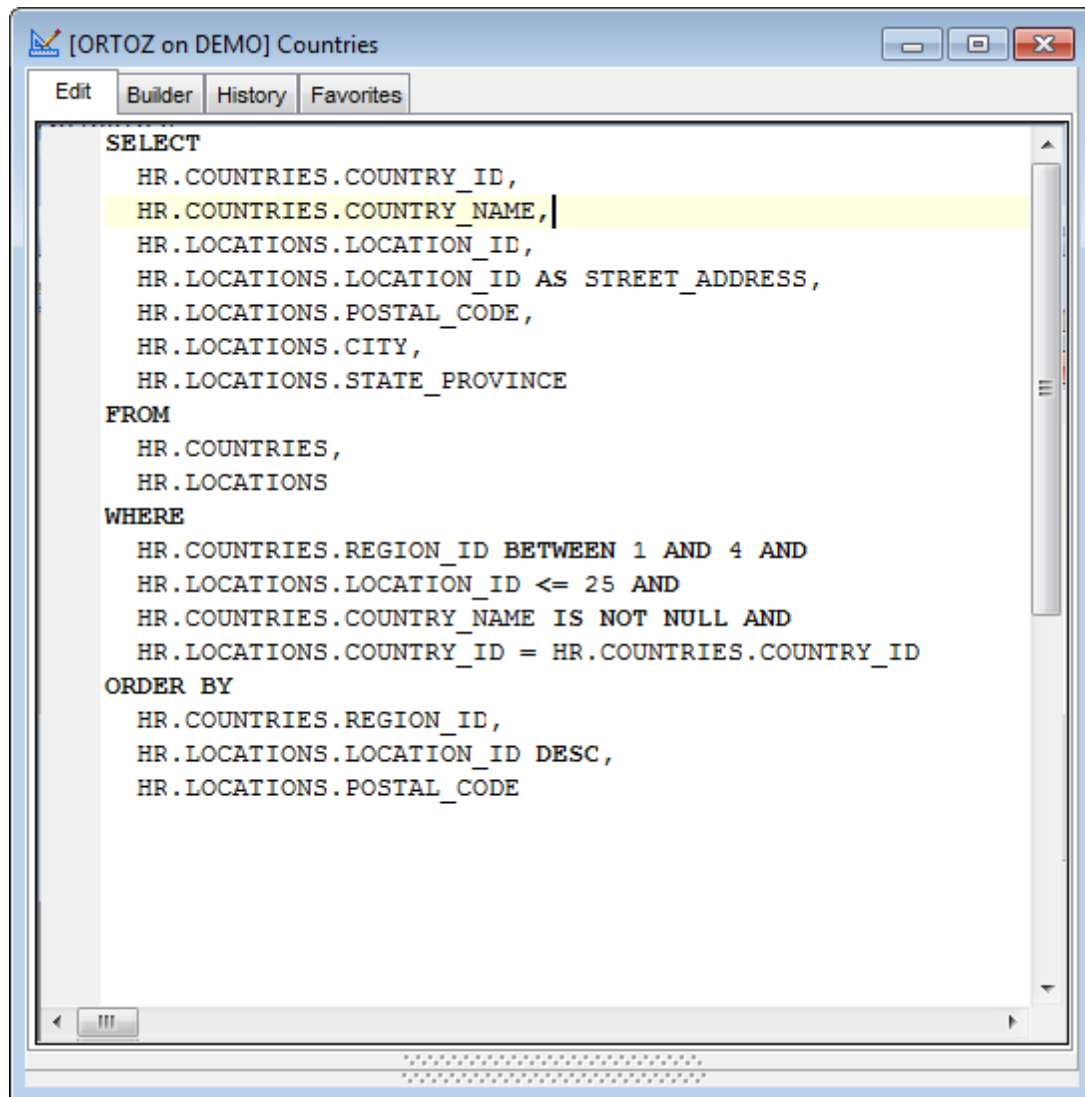 [ORTOZ on DEMO] Countries
Edit Builder History Favorites
SELECT
HR.COUNTRIES.COUNTRY_ID,
HR.COUNTRIES.COUNTRY_NAME,
HR.LOCATIONS.LOCATION_ID,
HR.LOCATIONS.LOCATION_ID AS STREET_ADDRESS,
HR.LOCATIONS.POSTAL_CODE,
HR.LOCATIONS.CITY,
HR.LOCATIONS.STATE_PROVINCE
FROM
HR.COUNTRIES,
HR.LOCATIONS
WHERE
HR.COUNTRIES.REGION_ID BETWEEN 1 AND 4 AND
HR.LOCATIONS.LOCATION_ID <= 25 AND
HR.COUNTRIES.COUNTRY_NAME IS NOT NULL AND
HR.LOCATIONS.COUNTRY_ID = HR.COUNTRIES.COUNTRY_ID
ORDER BY
HR.COUNTRIES.REGION_ID,
HR.LOCATIONS.LOCATION_ID DESC,
HR.LOCATIONS.POSTAL_CODE